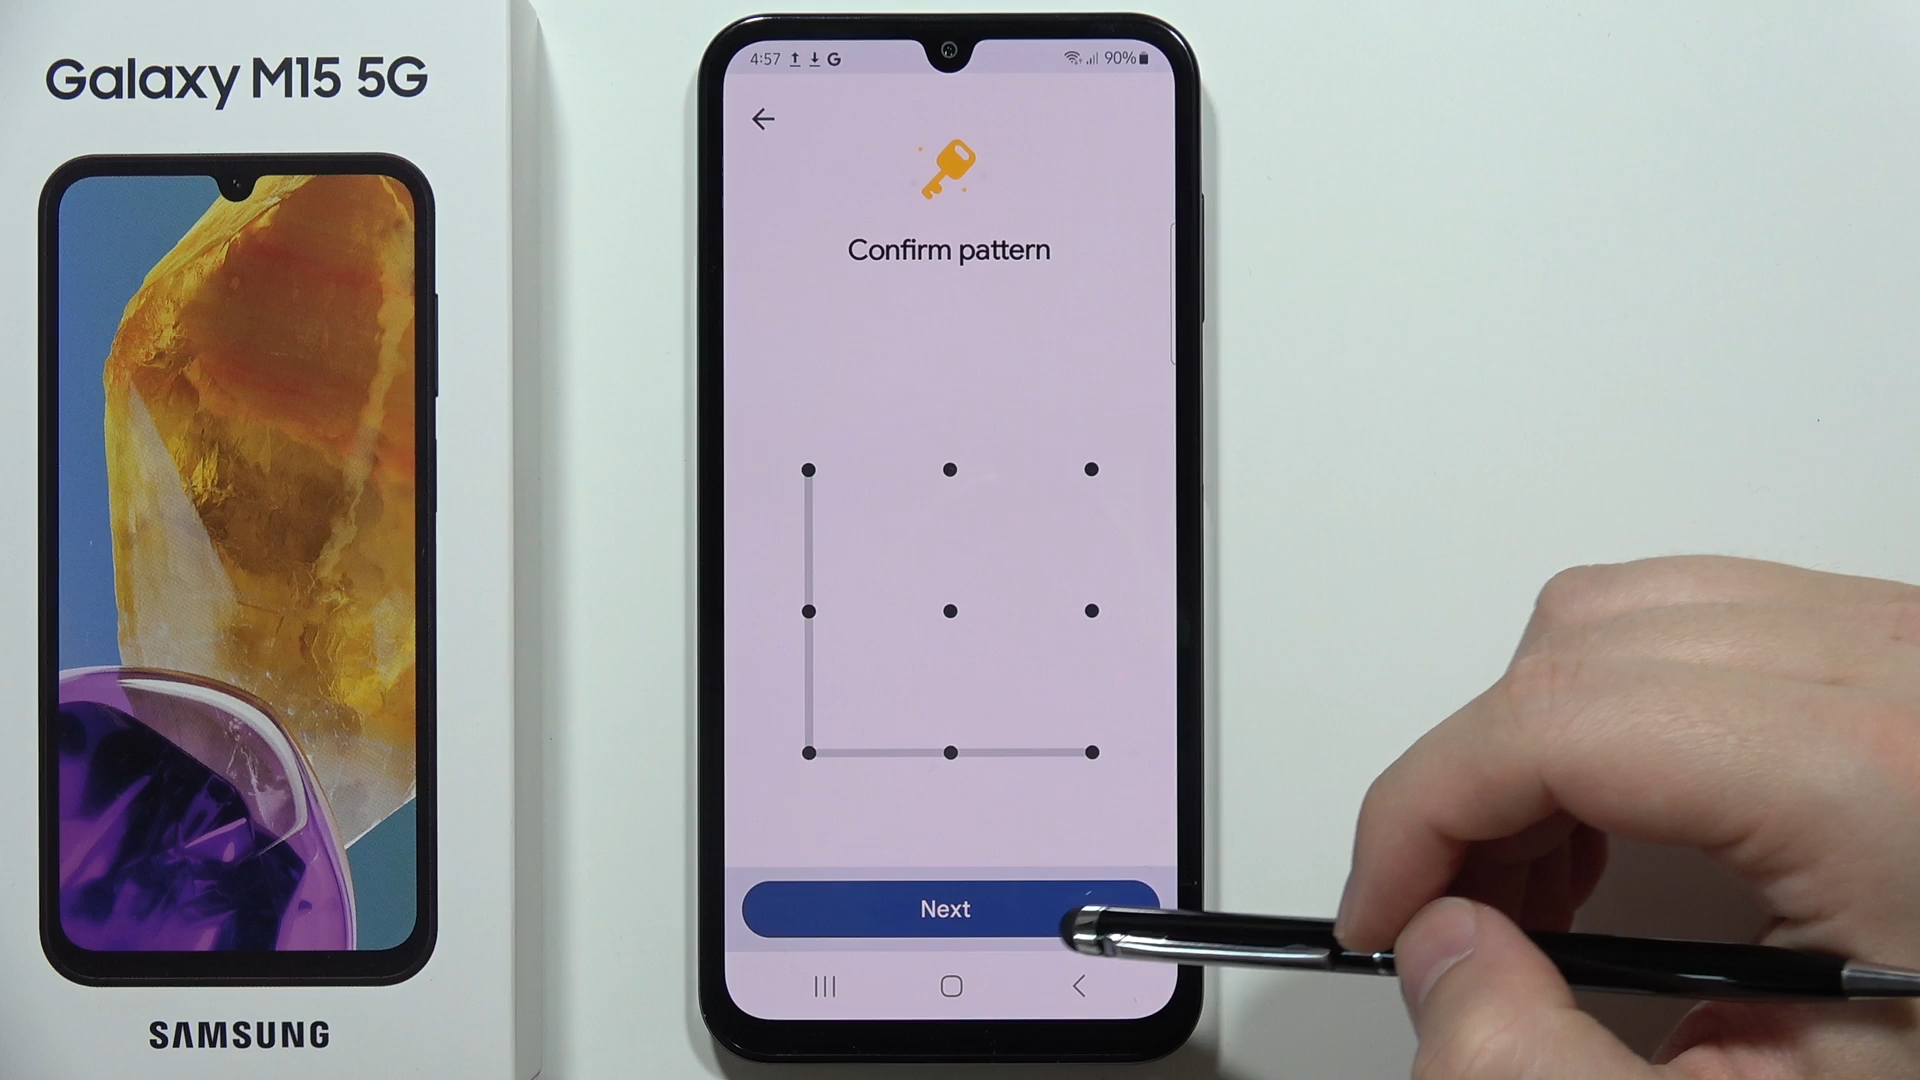 Galaxy M15 5G
SAMSUNG
4:57 G 90%
Confirm pattern
Next